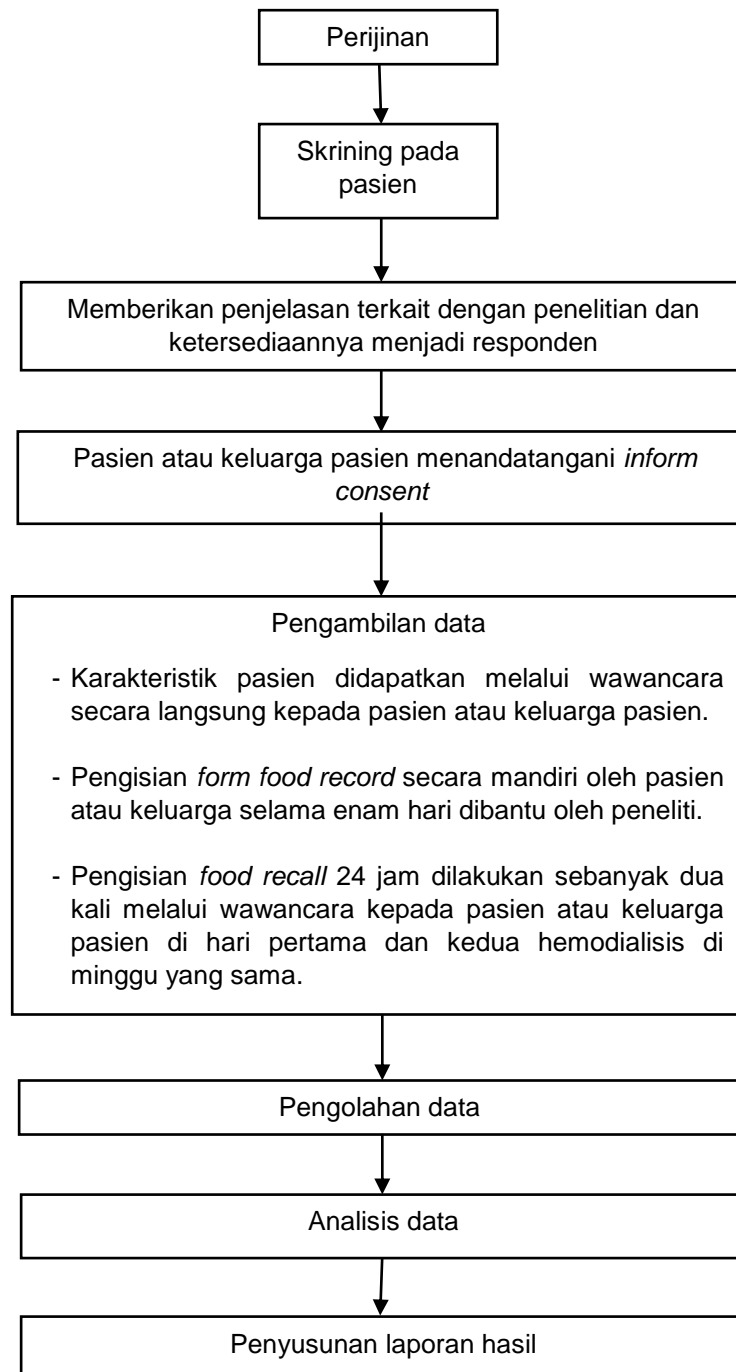 Perijinan
Skrining pada
pasien
Memberikan penjelasan terkait dengan penelitian dan
ketersediaannya menjadi responden
Pasien atau keluarga pasien menandatangani inform
consent
Pengambilan data
- Karakteristik pasien didapatkan melalui wawancara
secara langsung kepada pasien atau keluarga pasien.
- Pengisian form food record secara mandiri oleh pasien
atau keluarga selama enam hari dibantu oleh peneliti.
- Pengisian food recall 24 jam dilakukan sebanyak dua
kali melalui wawancara kepada pasien atau keluarga
pasien di hari pertama dan kedua hemodialisis di
minggu yang sama.
Pengolahan data
Analisis data
Penyusunan laporan hasil